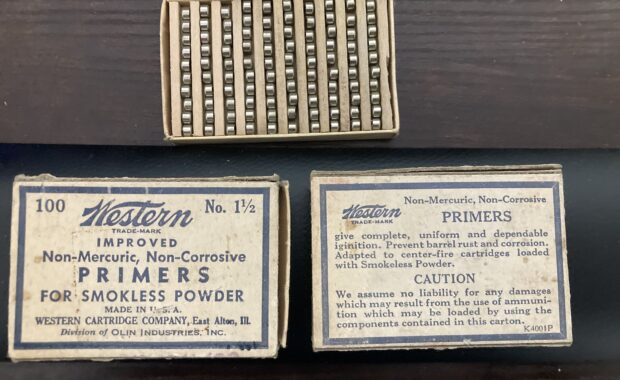 100 Western No. 1½
TRADE-MARK
IMPROVED
Non-Mercuric, Non-Corrosive
PRIMERS
FOR SMOKLESS POWDER
MADE IN U.S.A.
WESTERN CARTRIDGE COMPANY, East Alton, Ill.
Division of OLIN INDUSTRIES, INC.
Non-Mercuric, Non-Corrosive
Western PRIMERS
TRADE-MARK
give complete, uniform and dependable
iginition. Prevent barrel rust and corrosion.
Adapted to center-fire cartridges loaded
with Smokeless Powder.
CAUTION
We assume no liability for any damages
which may result from the use of ammuni-
tion which may be loaded by using the
components contained in this carton.
K4001P